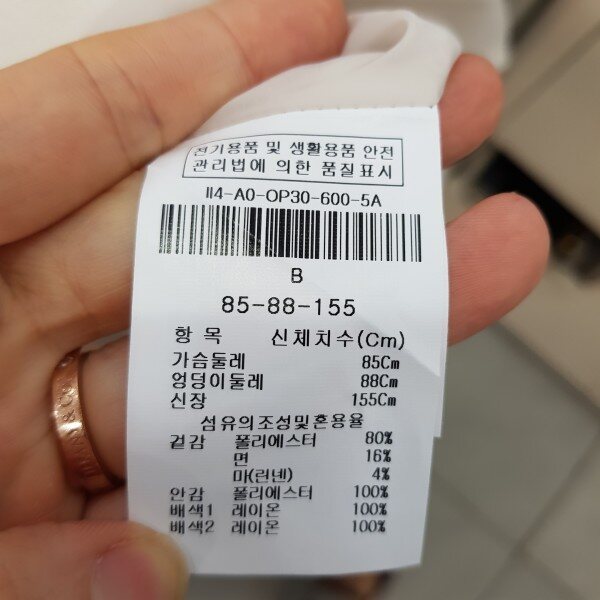 전기용품 및 생활용품 안전
관리법에 의한 품질표시
II4-A0-OP30-600-5A
B
85-88-155
항 목 신체치수(Cm)
가슴둘레 85Cm
엉덩이둘레 88Cm
신장 155Cm
섬유의조성및혼용율
겉감 폴리에스터 80%
면 16%
마(린넨) 4%
안감 폴리에스터 100%
배색1 레이온 100%
배색2 레이온 100%